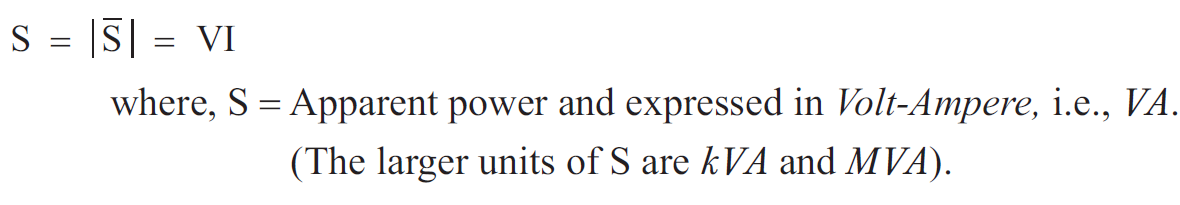 S = |S̅| = VI
where, S = Apparent power and expressed in Volt-Ampere, i.e., VA.
(The larger units of S are kVA and MVA).